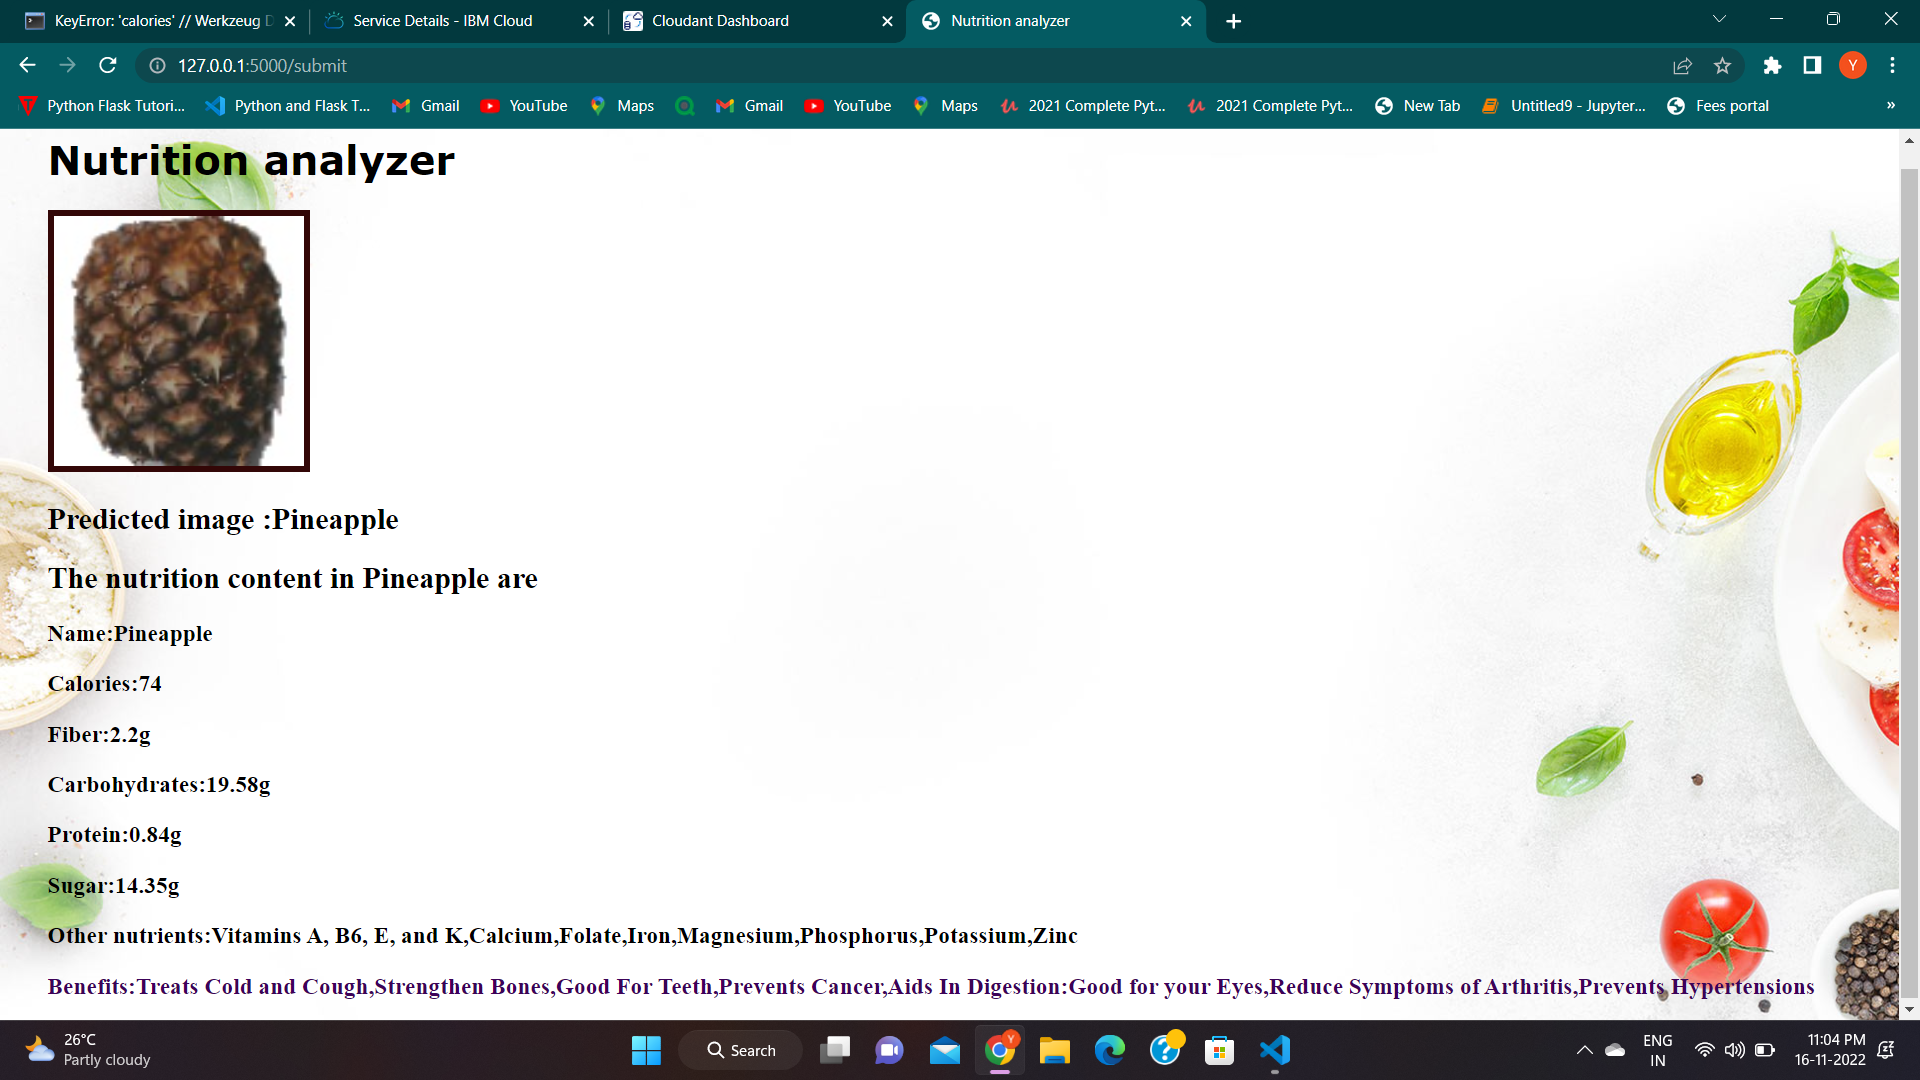 KeyError: 'calories' // Werkzeug D
Service Details - IBM Cloud
Cloudant Dashboard
Nutrition analyzer
127.0.0.1:5000/submit
Y
Python Flask Tutori...
Python and Flask T...
Gmail
YouTube
Maps
Gmail
YouTube
Maps
2021 Complete Pyt...
2021 Complete Pyt...
New Tab
Untitled9 - Jupyter...
Fees portal
»
Nutrition analyzer
Predicted image :Pineapple
The nutrition content in Pineapple are
Name:Pineapple
Calories:74
Fiber:2.2g
Carbohydrates:19.58g
Protein:0.84g
Sugar:14.35g
Other nutrients:Vitamins A, B6, E, and K,Calcium,Folate,Iron,Magnesium,Phosphorus,Potassium,Zinc
Benefits:Treats Cold and Cough,Strengthen Bones,Good For Teeth,Prevents Cancer,Aids In Digestion:Good for your Eyes,Reduce Symptoms of Arthritis,Prevents Hypertensions
26°C
Partly cloudy
Search
Y
ENG
IN
11:04 PM
16-11-2022